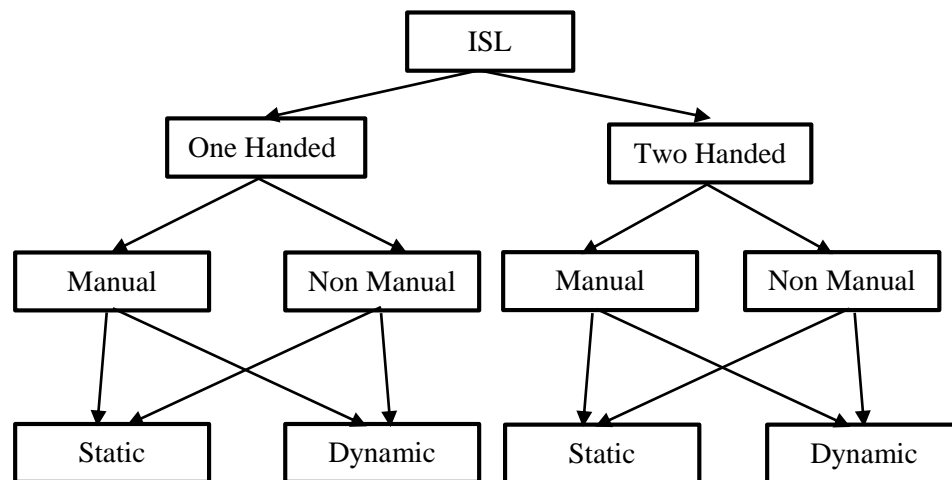 ISL
One Handed
Two Handed
Manual
Non Manual
Manual
Non Manual
Static
Dynamic
Static
Dynamic